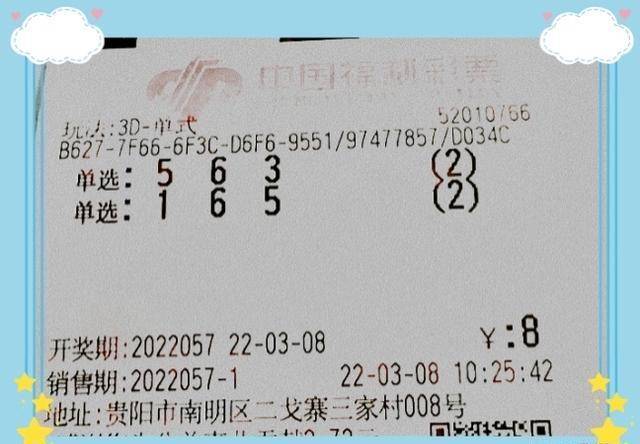 中国福利彩票
52010766
玩法:3D-单式
B627-7F66-6F3C-D6F6-9551/97477857/D034C
单选: 5 6 3 (2)
单选: 1 6 5 (2)
开奖期:2022057 22-03-08 ¥:8
销售期:2022057-1 22-03-08 10:25:42
地址:贵阳市南明区二戈寨三家村008号